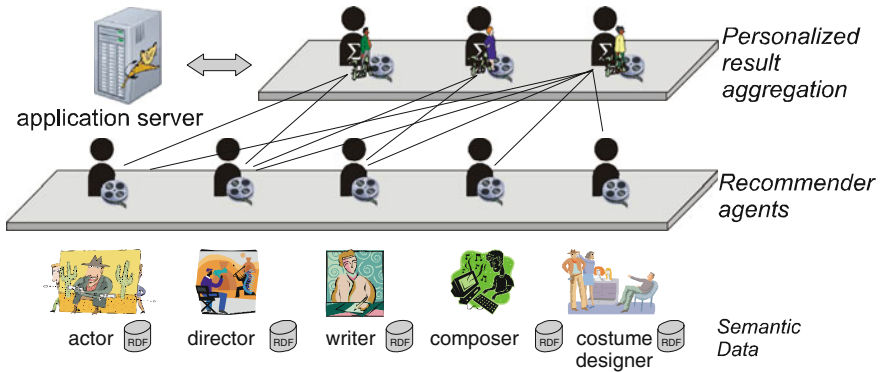 Σ
Σ
Σ
Personalized
result
aggregation
application server
Recommender
agents
actor
RDF
director
RDF
writer
RDF
composer
RDF
costume
designer
RDF
Semantic
Data